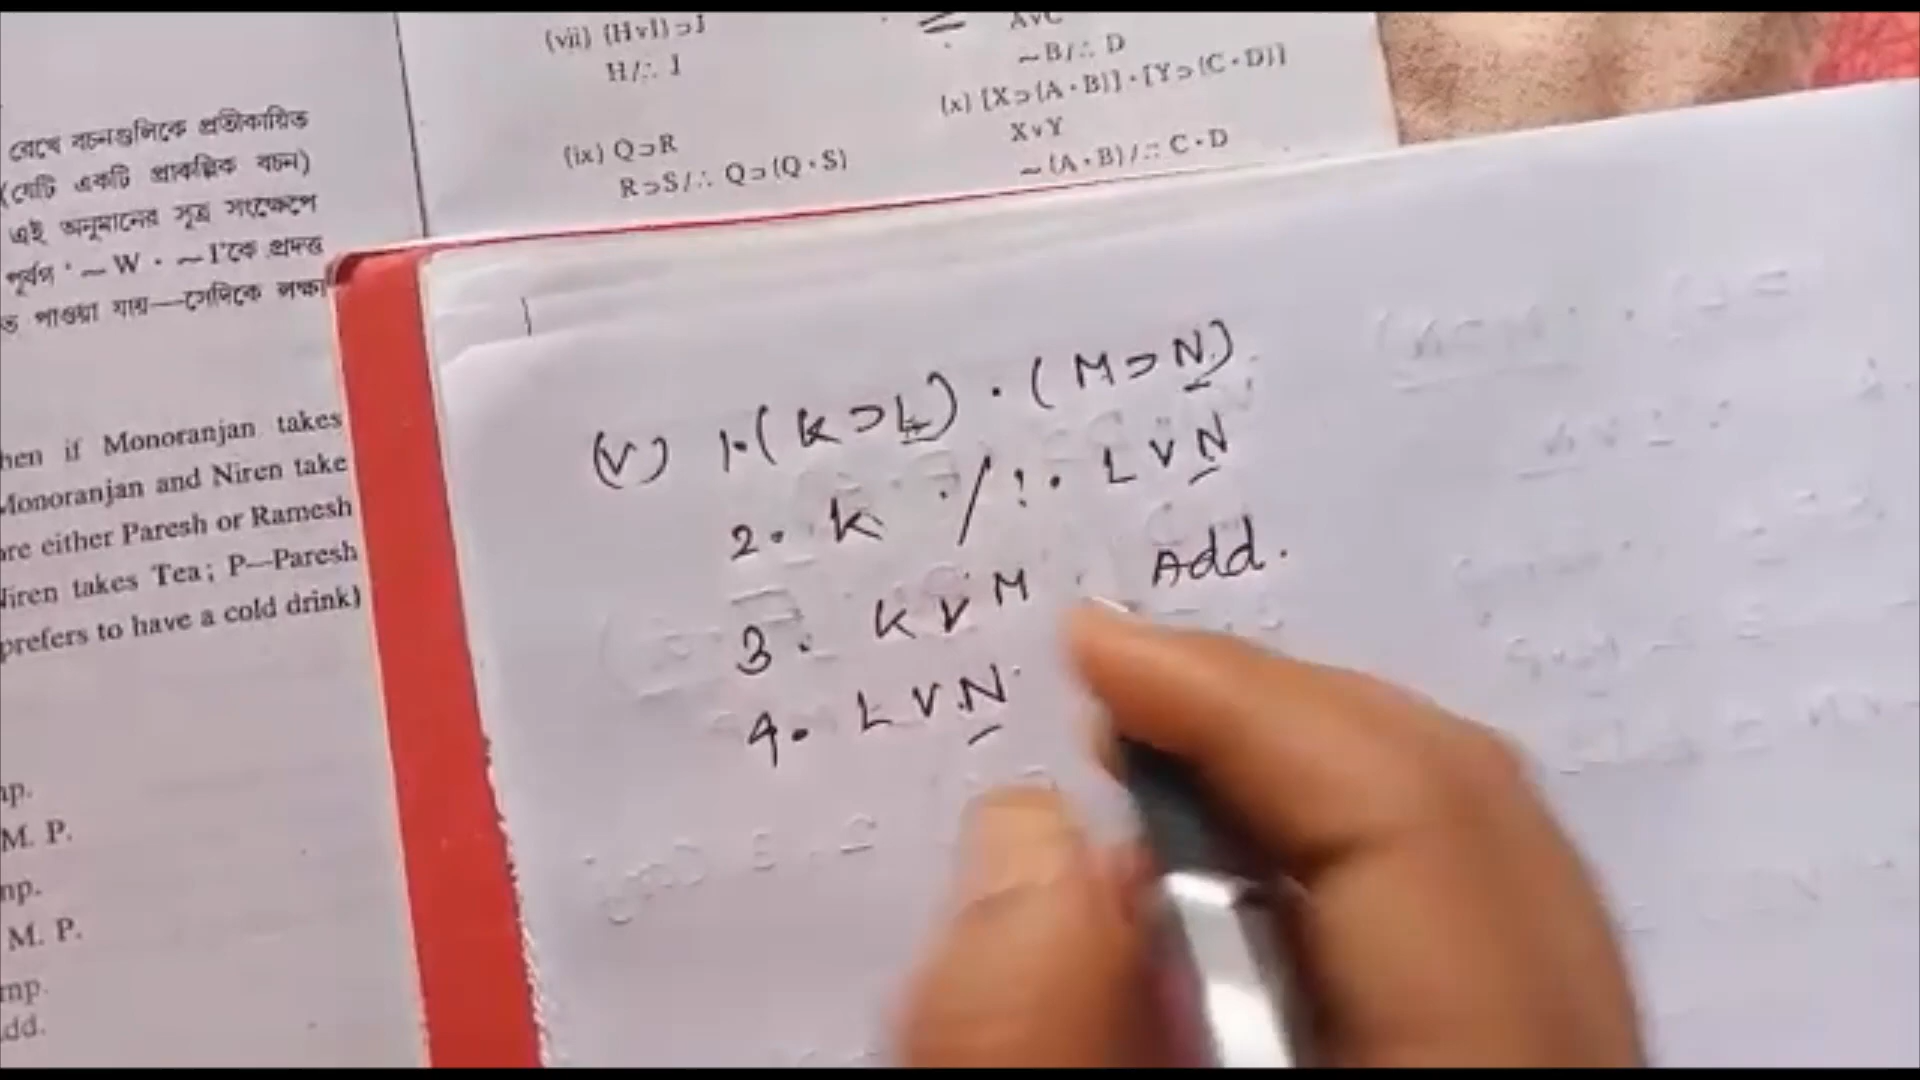 রেখে বচনগুলিকে প্রতীকায়িত
(যেটি একটি প্রাকল্পিক বচন)
এই অনুমানের সূত্র সংক্ষেপে
পূর্বগ ' ~ W · ~ I'কে প্রদত্ত
ত পাওয়া যায়—সেদিকে লক্ষ্য
hen if Monoranjan takes
Monoranjan and Niren take
are either Paresh or Ramesh
Niren takes Tea; P—Paresh
prefers to have a cold drink)
M. P.
M. P.
(vii) (H v I) ⊃ J
H /∴ J
(ix) Q ⊃ R
R ⊃ S /∴ Q ⊃ (Q · S)
A v C
~ B /∴ D
(x) [X ⊃ (A · B)] · [Y ⊃ (C · D)]
X v Y
~ (A · B) /∴ C · D
(v) 1. (K ⊃ L) · (M ⊃ N)
2. K /∴ L v N
3. K v M Add.
4. L v N